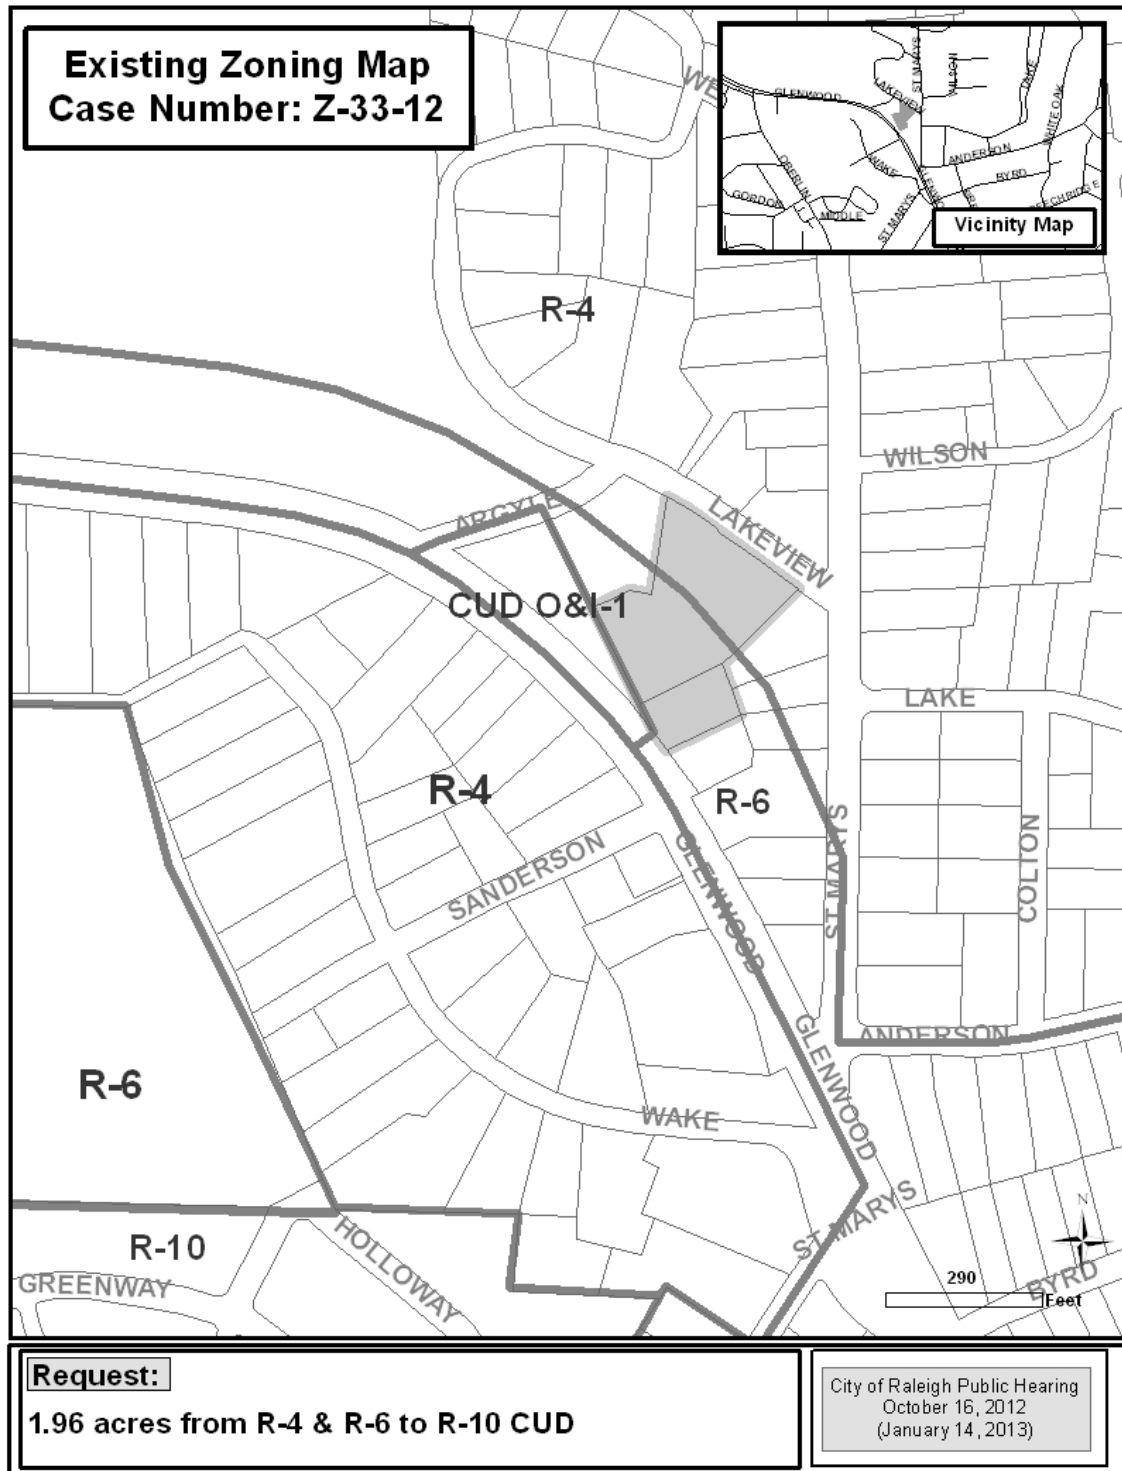 Existing Zoning Map
Case Number: Z-33-12
ST MARYS
WILSON
LAKEVIEW
GLENWOOD
WHITE OAK
ANDERSON
BYRD
WAKE
OBERLIN
GORDON
MIDDLE
ST MARYS
Vicinity Map
R-4
WILSON
ARGYLE
LAKEVIEW
CUD O&I-1
LAKE
R-4
R-6
ST MARYS
COLTON
SANDERSON
GLENWOOD
GLENWOOD
ANDERSON
R-6
WAKE
ST MARYS
R-10
HOLLOWAY
GREENWAY
N
BYRD
290
Feet
Request:
1.96 acres from R-4 & R-6 to R-10 CUD
City of Raleigh Public Hearing
October 16, 2012
(January 14, 2013)